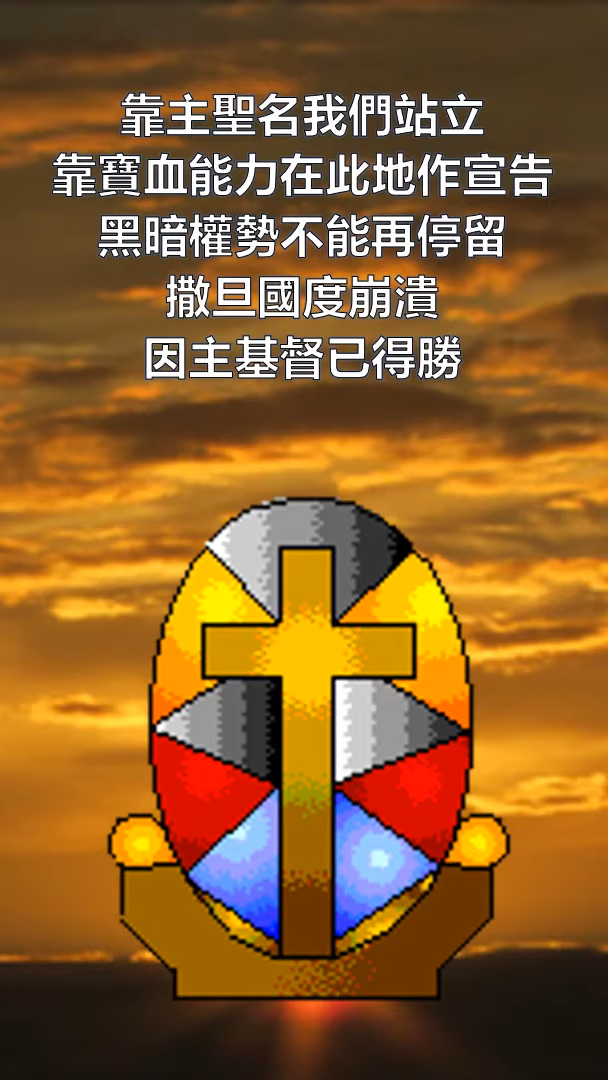 靠主聖名我們站立
靠寶血能力在此地作宣告
黑暗權勢不能再停留
撒旦國度崩潰
因主基督已得勝